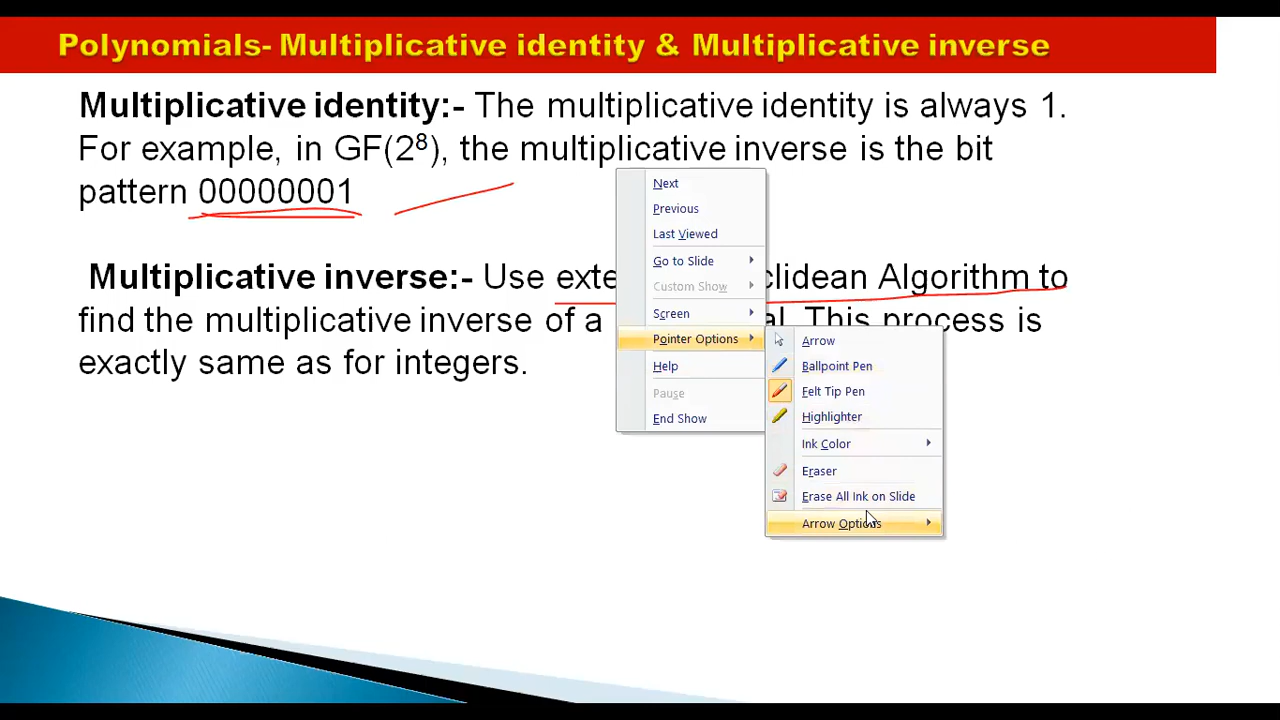 Polynomials- Multiplicative identity & Multiplicative inverse
Multiplicative identity:- The multiplicative identity is always 1.
For example, in GF(2⁸), the multiplicative inverse is the bit
pattern 00000001
Multiplicative inverse:- Use exte clidean Algorithm to
find the multiplicative inverse of a al. This process is
exactly same as for integers.
Next
Previous
Last Viewed
Go to Slide
Custom Show
Screen
Pointer Options
Help
Pause
End Show
Arrow
Ballpoint Pen
Felt Tip Pen
Highlighter
Ink Color
Eraser
Erase All Ink on Slide
Arrow Options